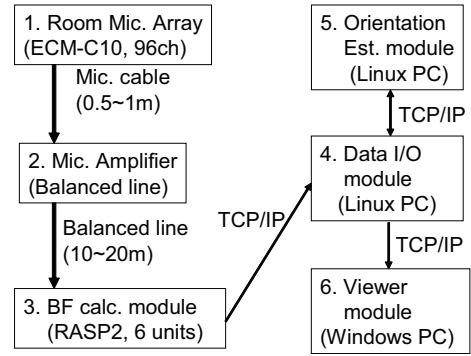 1. Room Mic. Array
(ECM-C10, 96ch)
Mic. cable
(0.5~1m)
2. Mic. Amplifier
(Balanced line)
Balanced line
(10~20m)
3. BF calc. module
(RASP2, 6 units)
TCP/IP
5. Orientation
Est. module
(Linux PC)
TCP/IP
4. Data I/O
module
(Linux PC)
TCP/IP
6. Viewer
module
(Windows PC)